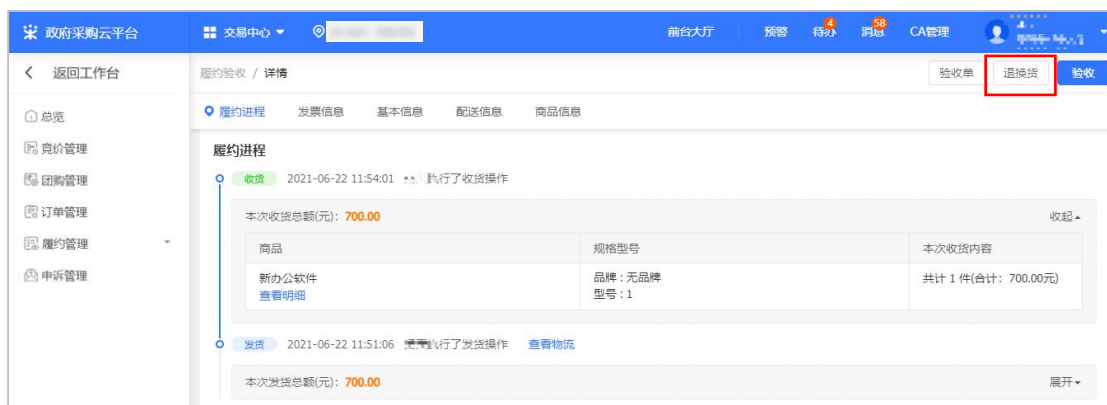 政府采购云平台 交易中心 前台大厅 预警 待办 4 消息 58 CA管理
返回工作台 履约验收 / 详情 验收单 退换货 验收
总览 履约进程 发票信息 基本信息 配送信息 商品信息
竞价管理
团购管理
订单管理
履约管理
申诉管理
履约进程
收货 2021-06-22 11:54:01 执行了收货操作
本次收货总额(元): 700.00 收起
商品 规格型号 本次收货内容
新办公软件 品牌 : 无品牌 共计 1 件(合计: 700.00元)
查看明细 型号 : 1
发货 2021-06-22 11:51:06 执行了发货操作 查看物流
本次发货总额(元): 700.00 展开